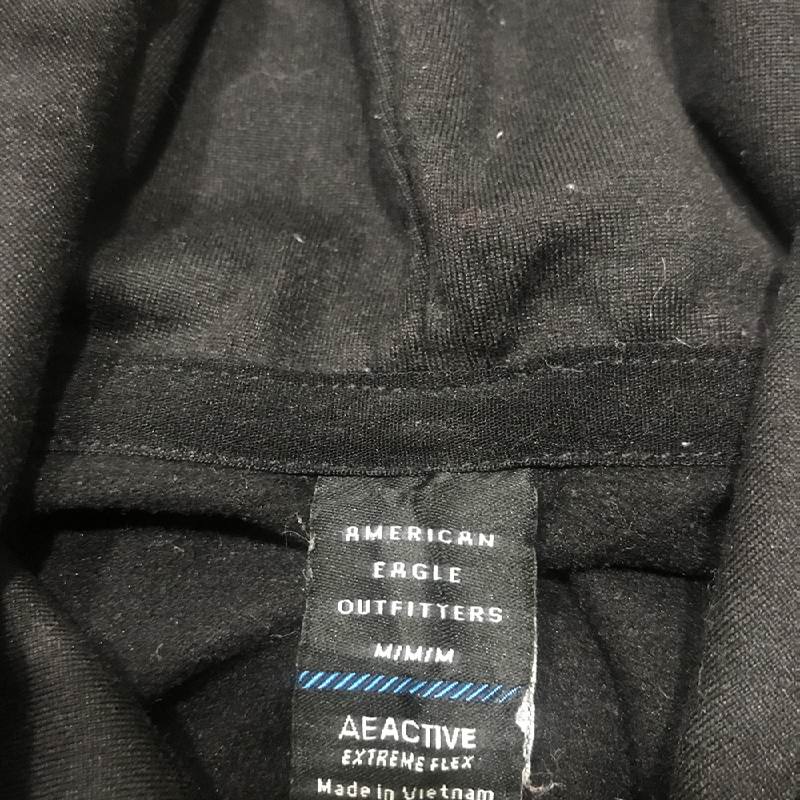 AMERICAN
EAGLE
OUTFITTERS
M/M/M
AEACTIVE
EXTREME FLEX
Made in Vietnam